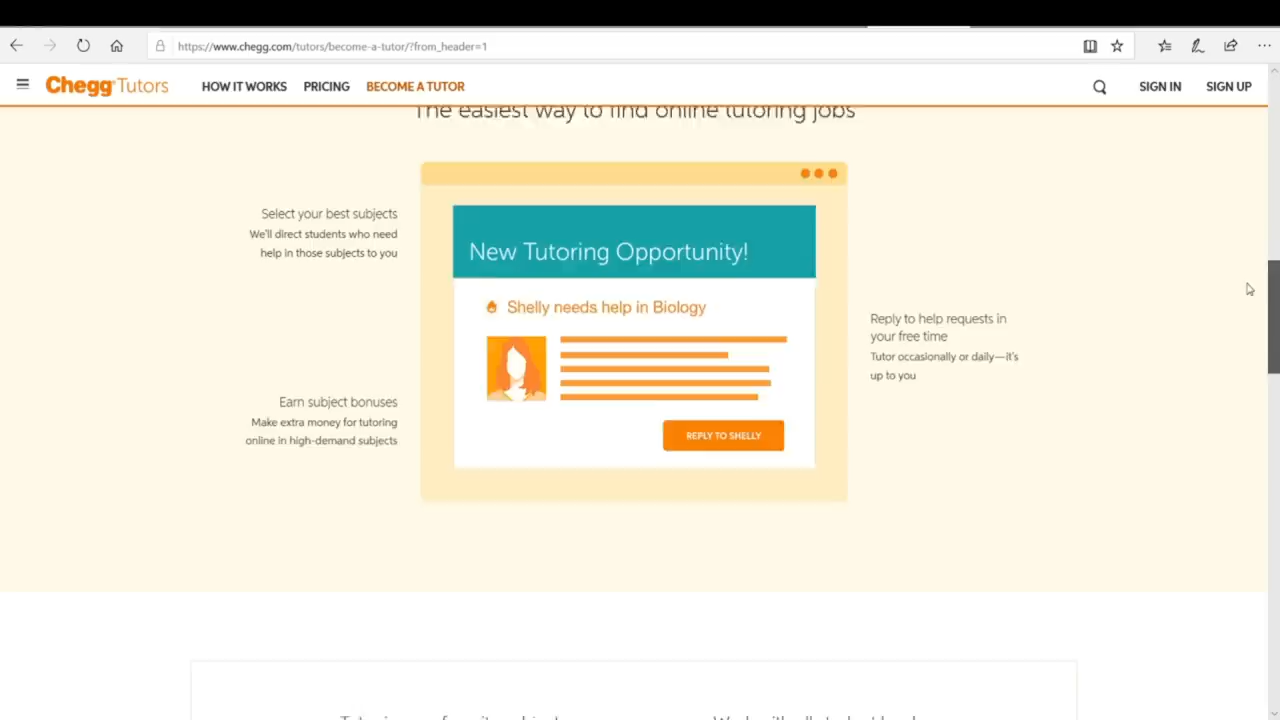 https://www.chegg.com/tutors/become-a-tutor/?from_header=1
Chegg Tutors
HOW IT WORKS
PRICING
BECOME A TUTOR
SIGN IN
SIGN UP
The easiest way to find online tutoring jobs
Select your best subjects
We'll direct students who need
help in those subjects to you
Earn subject bonuses
Make extra money for tutoring
online in high-demand subjects
New Tutoring Opportunity!
Shelly needs help in Biology
REPLY TO SHELLY
Reply to help requests in
your free time
Tutor occasionally or daily—it's
up to you